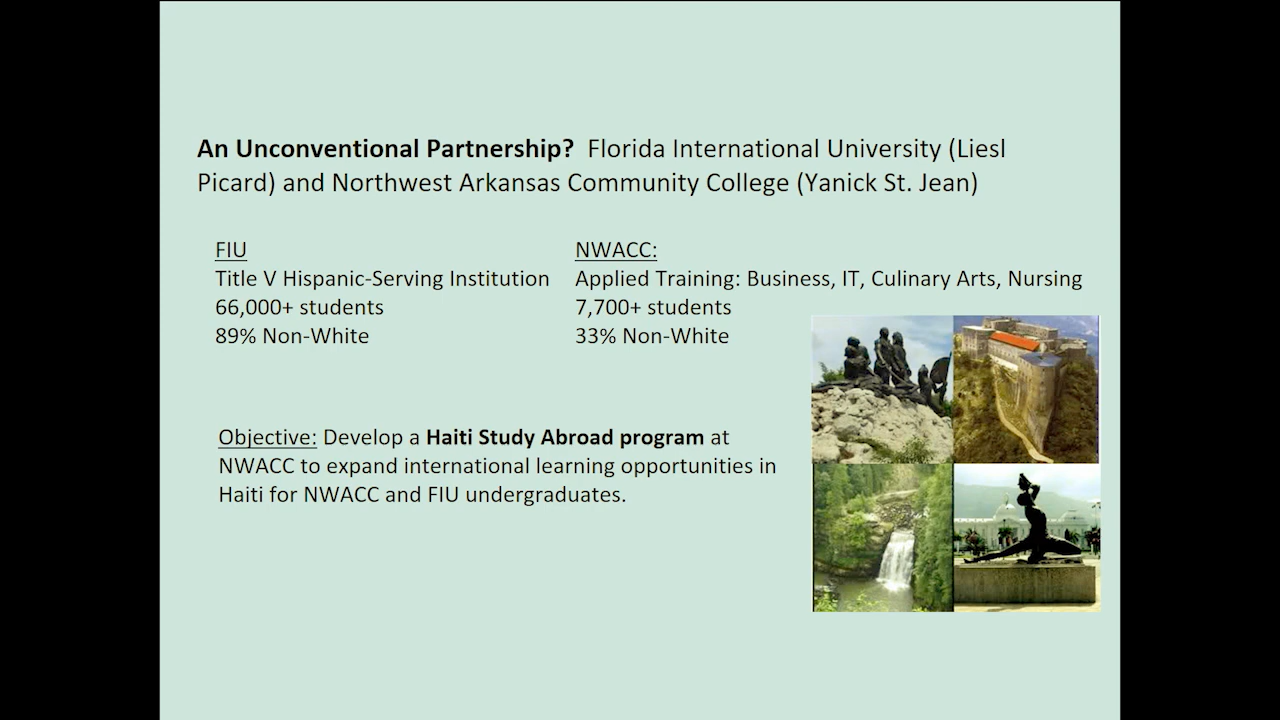 An Unconventional Partnership?  Florida International University (Liesl
Picard) and Northwest Arkansas Community College (Yanick St. Jean)
FIU
Title V Hispanic-Serving Institution
66,000+ students
89% Non-White
NWACC:
Applied Training: Business, IT, Culinary Arts, Nursing
7,700+ students
33% Non-White
Objective: Develop a Haiti Study Abroad program at
NWACC to expand international learning opportunities in
Haiti for NWACC and FIU undergraduates.